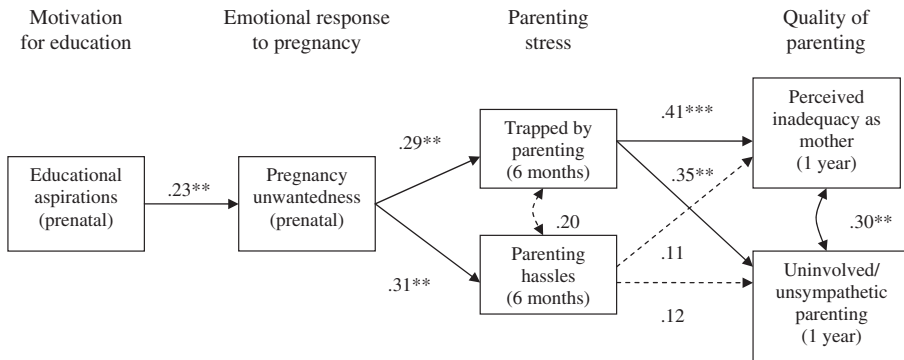 Motivation
for education
Emotional response
to pregnancy
Parenting
stress
Quality of
parenting
Educational
aspirations
(prenatal)
.23**
Pregnancy
unwantedness
(prenatal)
.29**
.31**
Trapped by
parenting
(6 months)
.20
Parenting
hassles
(6 months)
.41***
.35**
.11
.12
Perceived
inadequacy as
mother
(1 year)
.30**
Uninvolved/
unsympathetic
parenting
(1 year)